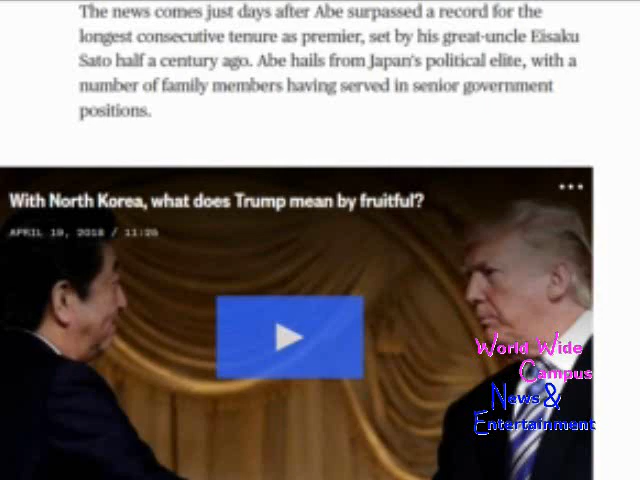 The news comes just days after Abe surpassed a record for the
longest consecutive tenure as premier, set by his great-uncle Eisaku
Sato half a century ago. Abe hails from Japan's political elite, with a
number of family members having served in senior government
positions.
With North Korea, what does Trump mean by fruitful?
APRIL 19, 2018 / 11:25
World Wide
Campus
News &
Entertainment